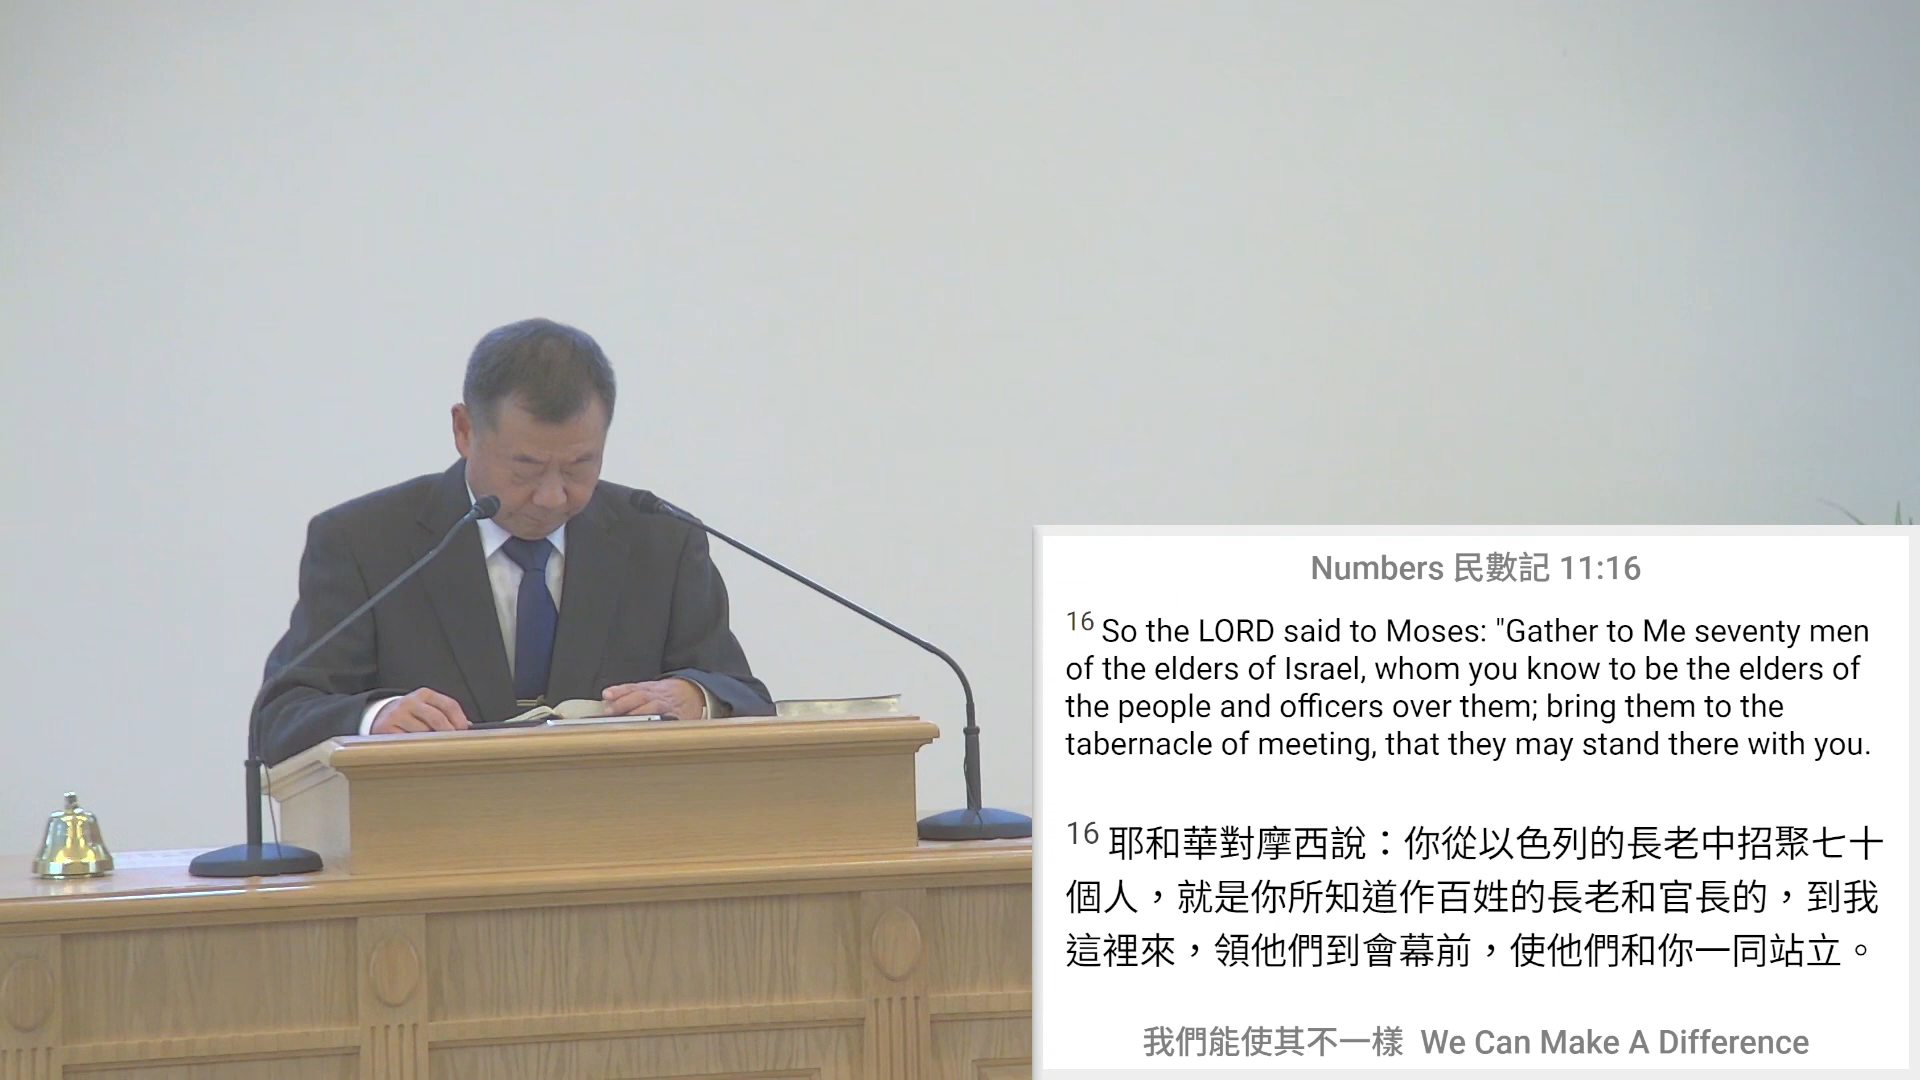 Numbers 民數記 11:16
16 So the LORD said to Moses: "Gather to Me seventy men
of the elders of Israel, whom you know to be the elders of
the people and officers over them; bring them to the
tabernacle of meeting, that they may stand there with you.
16 耶和華對摩西說：你從以色列的長老中招聚七十
個人，就是你所知道作百姓的長老和官長的，到我
這裡來，領他們到會幕前，使他們和你一同站立。
我們能使其不一樣 We Can Make A Difference